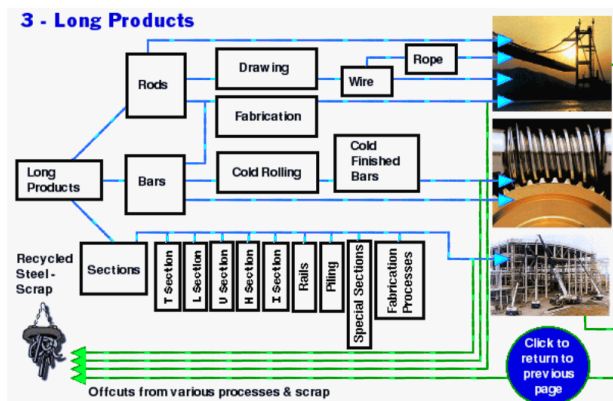 3 - Long Products
Rods
Drawing
Wire
Rope
Fabrication
Long
Products
Bars
Cold Rolling
Cold
Finished
Bars
Recycled
Steel -
Scrap
Sections
T Section
L Section
U Section
H Section
I Section
Rails
Piling
Special Sections
Fabrication
Processes
Click to
return to
previous
page
Offcuts from various processes & scrap